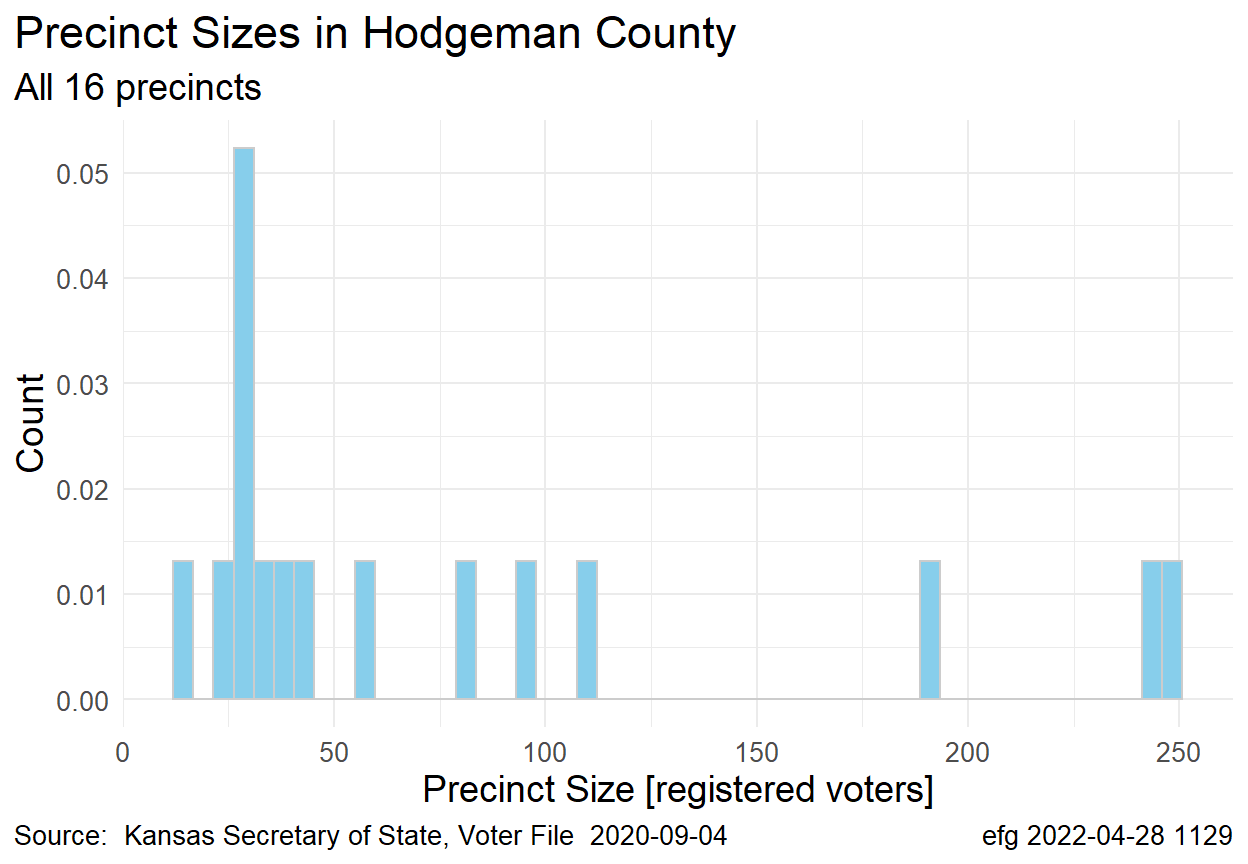 Precinct Sizes in Hodgeman County
All 16 precincts
0.05
0.04
0.03
0.02
0.01
0.00
Count
0 50 100 150 200 250
Precinct Size [registered voters]
Source:  Kansas Secretary of State, Voter File  2020-09-04
efg 2022-04-28 1129